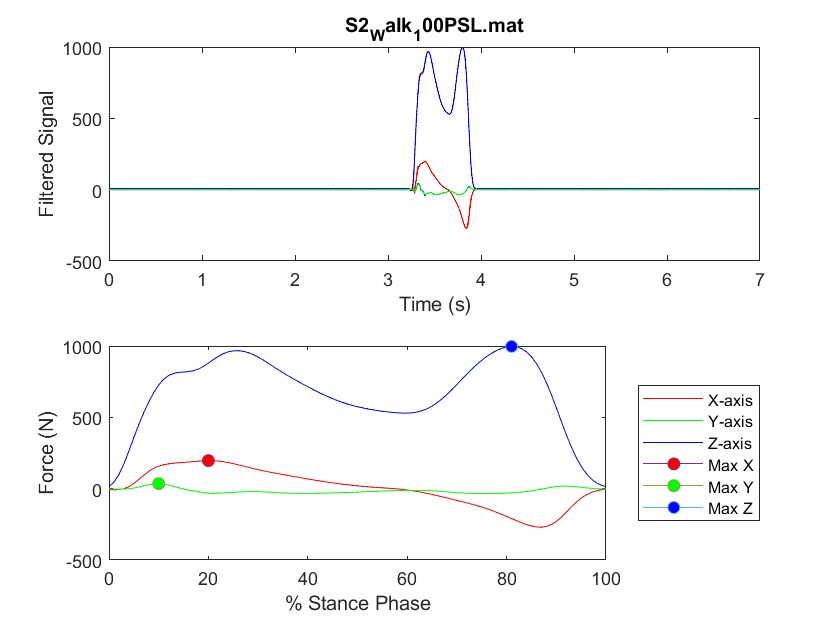 S2Walk100PSL.mat
Filtered Signal
1000
500
0
-500
0 1 2 3 4 5 6 7
Time (s)
Force (N)
1000
500
0
-500
0 20 40 60 80 100
% Stance Phase
X-axis
Y-axis
Z-axis
Max X
Max Y
Max Z